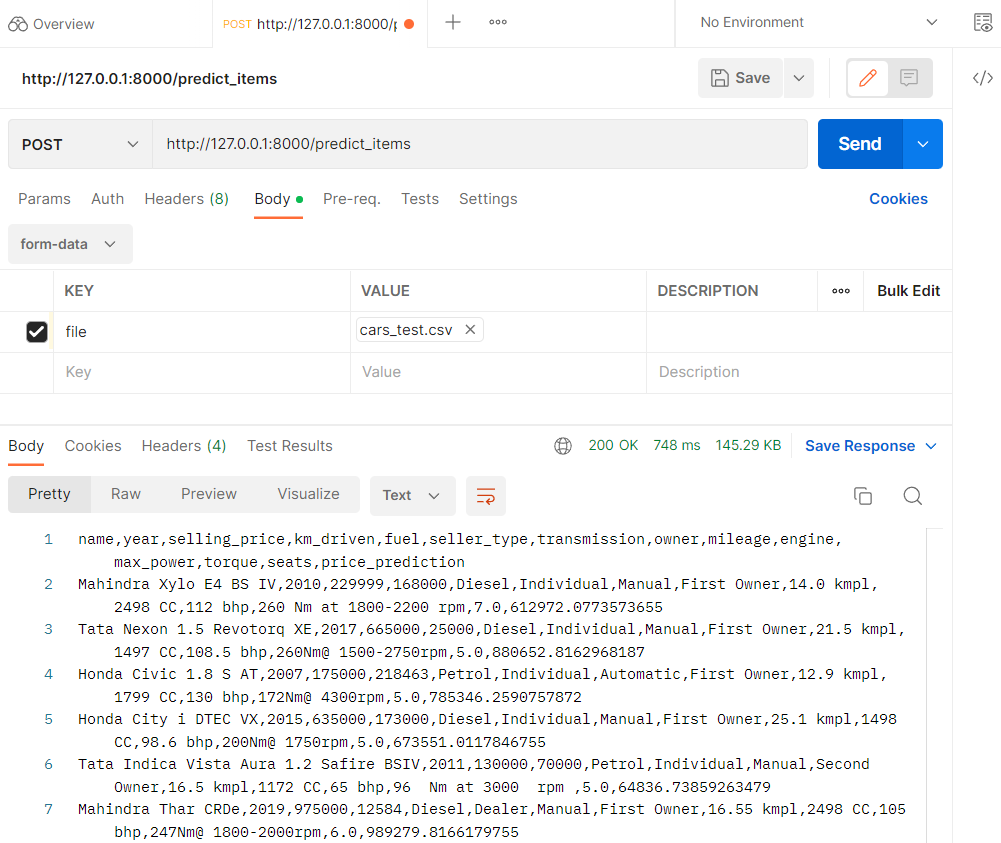 Overview
POST http://127.0.0.1:8000/p
No Environment
http://127.0.0.1:8000/predict_items
Save
POST
http://127.0.0.1:8000/predict_items
Send
Params Auth Headers (8) Body Pre-req. Tests Settings Cookies
form-data
KEY VALUE DESCRIPTION Bulk Edit
file cars_test.csv
Key Value Description
Body Cookies Headers (4) Test Results 200 OK 748 ms 145.29 KB Save Response
Pretty Raw Preview Visualize Text
1 name,year,selling_price,km_driven,fuel,seller_type,transmission,owner,mileage,engine,
max_power,torque,seats,price_prediction
2 Mahindra Xylo E4 BS IV,2010,229999,168000,Diesel,Individual,Manual,First Owner,14.0 kmpl,
2498 CC,112 bhp,260 Nm at 1800-2200 rpm,7.0,612972.0773573655
3 Tata Nexon 1.5 Revotorq XE,2017,665000,25000,Diesel,Individual,Manual,First Owner,21.5 kmpl,
1497 CC,108.5 bhp,260Nm@ 1500-2750rpm,5.0,880652.8162968187
4 Honda Civic 1.8 S AT,2007,175000,218463,Petrol,Individual,Automatic,First Owner,12.9 kmpl,
1799 CC,130 bhp,172Nm@ 4300rpm,5.0,785346.2590757872
5 Honda City i DTEC VX,2015,635000,173000,Diesel,Individual,Manual,First Owner,25.1 kmpl,1498
CC,98.6 bhp,200Nm@ 1750rpm,5.0,673551.0117846755
6 Tata Indica Vista Aura 1.2 Safire BSIV,2011,130000,70000,Petrol,Individual,Manual,Second
Owner,16.5 kmpl,1172 CC,65 bhp,96  Nm at 3000  rpm ,5.0,64836.73859263479
7 Mahindra Thar CRDe,2019,975000,12584,Diesel,Dealer,Manual,First Owner,16.55 kmpl,2498 CC,105
bhp,247Nm@ 1800-2000rpm,6.0,989279.8166179755